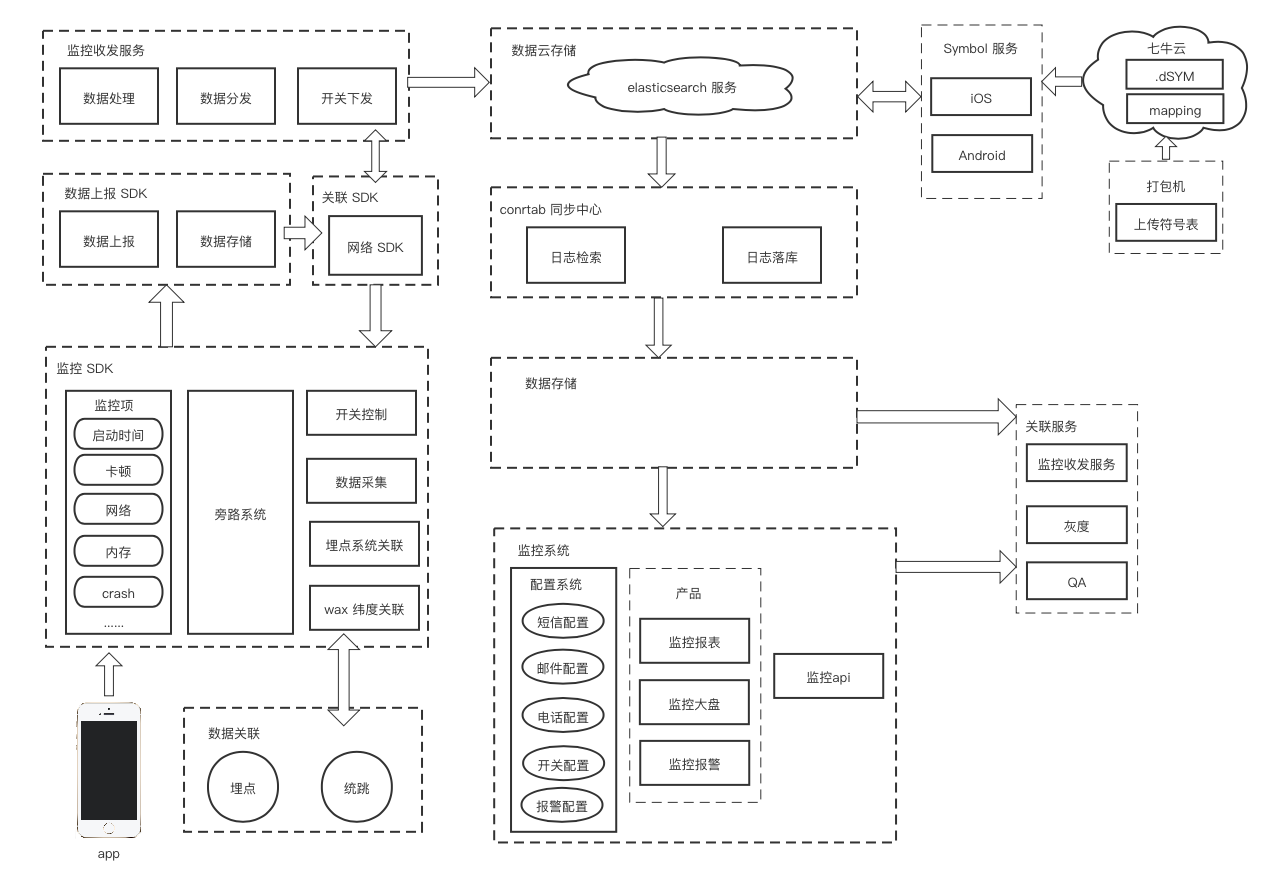 监控收发服务
数据处理
数据分发
开关下发
数据云存储
elasticsearch 服务
Symbol 服务
iOS
Android
七牛云
.dSYM
mapping
打包机
上传符号表
数据上报 SDK
数据上报
数据存储
关联 SDK
网络 SDK
conrtab 同步中心
日志检索
日志落库
监控 SDK
监控项
启动时间
卡顿
网络
内存
crash
......
旁路系统
开关控制
数据采集
埋点系统关联
wax 纬度关联
数据存储
关联服务
监控收发服务
灰度
QA
监控系统
配置系统
短信配置
邮件配置
电话配置
开关配置
报警配置
产品
监控报表
监控大盘
监控报警
监控api
数据关联
埋点
统跳
app